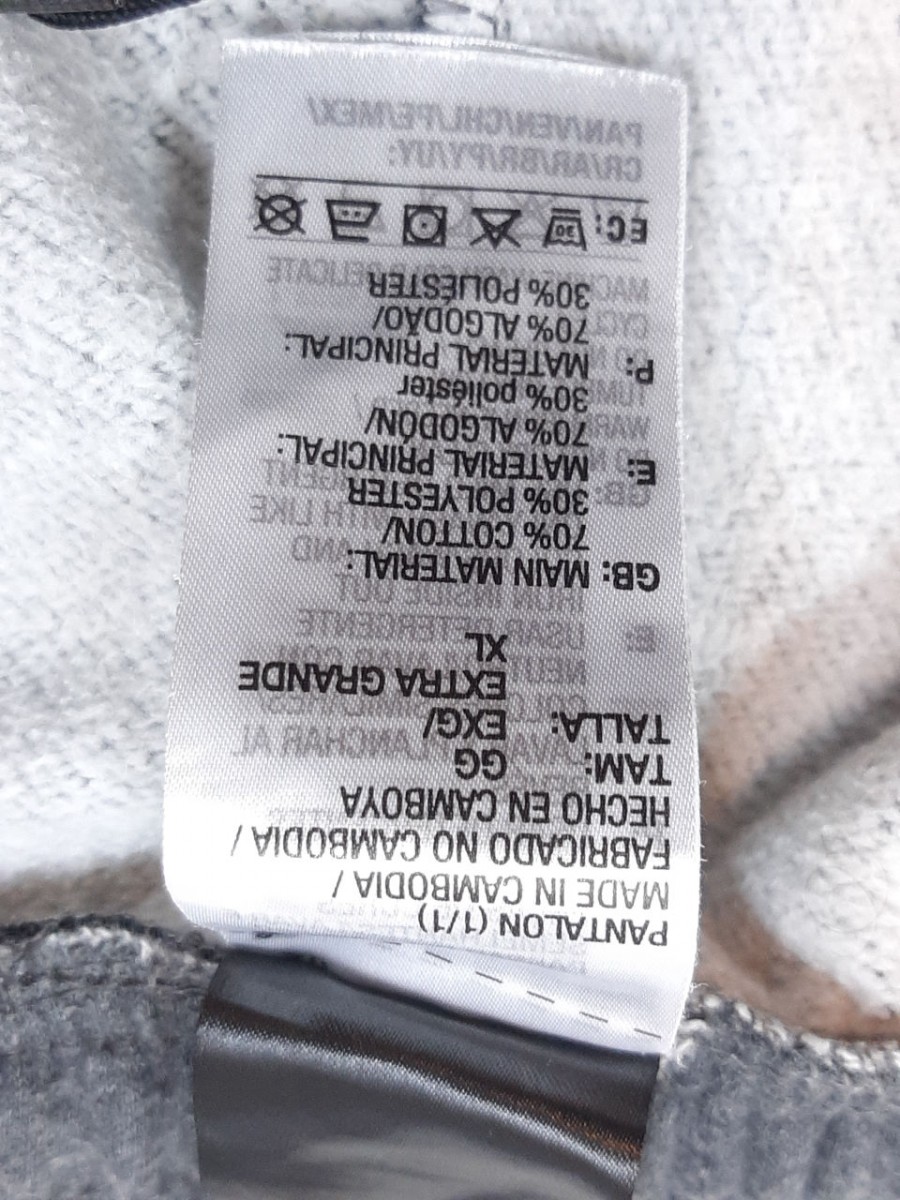 PANTALON (1/1)
MADE IN CAMBODIA /
FABRICADO NO CAMBODIA /
HECHO EN CAMBOYA
TAM: GG
TALLA: EXG/
EXTRA GRANDE
XL
GB: MAIN MATERIAL:
70% COTTON/
30% POLYESTER
E: MATERIAL PRINCIPAL:
70% ALGODÓN/
30% poliéster
P: MATERIAL PRINCIPAL:
70% ALGODÃO/
30% POLIÉSTER
EC: 30
CR/AR/BR/PY/UY:
PAN/VEN/CHL/PE/MEX/